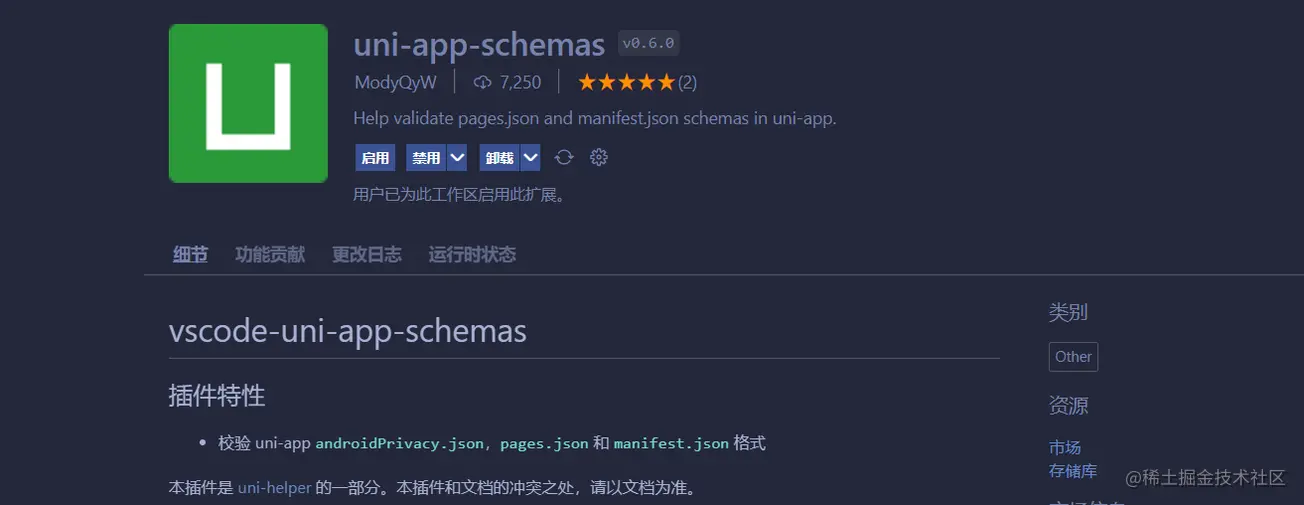 uni-app-schemas v0.6.0
ModyQyW 7,250 ★★★★★(2)
Help validate pages.json and manifest.json schemas in uni-app.
启用 禁用 卸载
用户已为此工作区启用此扩展。
细节 功能贡献 更改日志 运行时状态
vscode-uni-app-schemas
插件特性
• 校验 uni-app androidPrivacy.json, pages.json 和 manifest.json 格式
本插件是 uni-helper 的一部分。本插件和文档的冲突之处，请以文档为准。
类别
Other
资源
市场
存储库
@稀土掘金技术社区